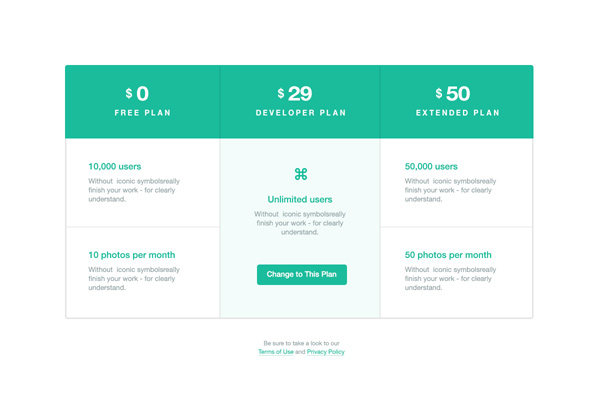 $ 0
FREE PLAN
$ 29
DEVELOPER PLAN
$ 50
EXTENDED PLAN
10,000 users
Without iconic symbolsreally
finish your work - for clearly
understand.
10 photos per month
Without iconic symbolsreally
finish your work - for clearly
understand.
⌘
Unlimited users
Without iconic symbolsreally
finish your work - for clearly
understand.
Change to This Plan
50,000 users
Without iconic symbolsreally
finish your work - for clearly
understand.
50 photos per month
Without iconic symbolsreally
finish your work - for clearly
understand.
Be sure to take a look to our
Terms of Use and Privacy Policy